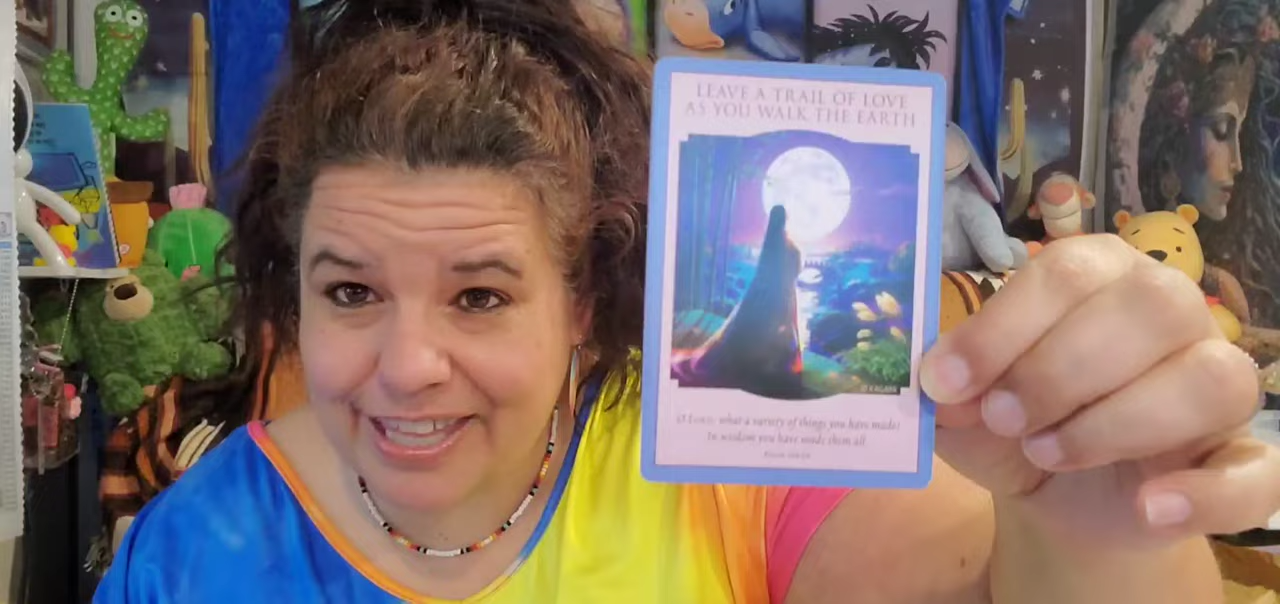 LEAVE A TRAIL OF LOVE
AS YOU WALK THE EARTH
O LORD, what a variety of things you have made!
In wisdom you have made them all